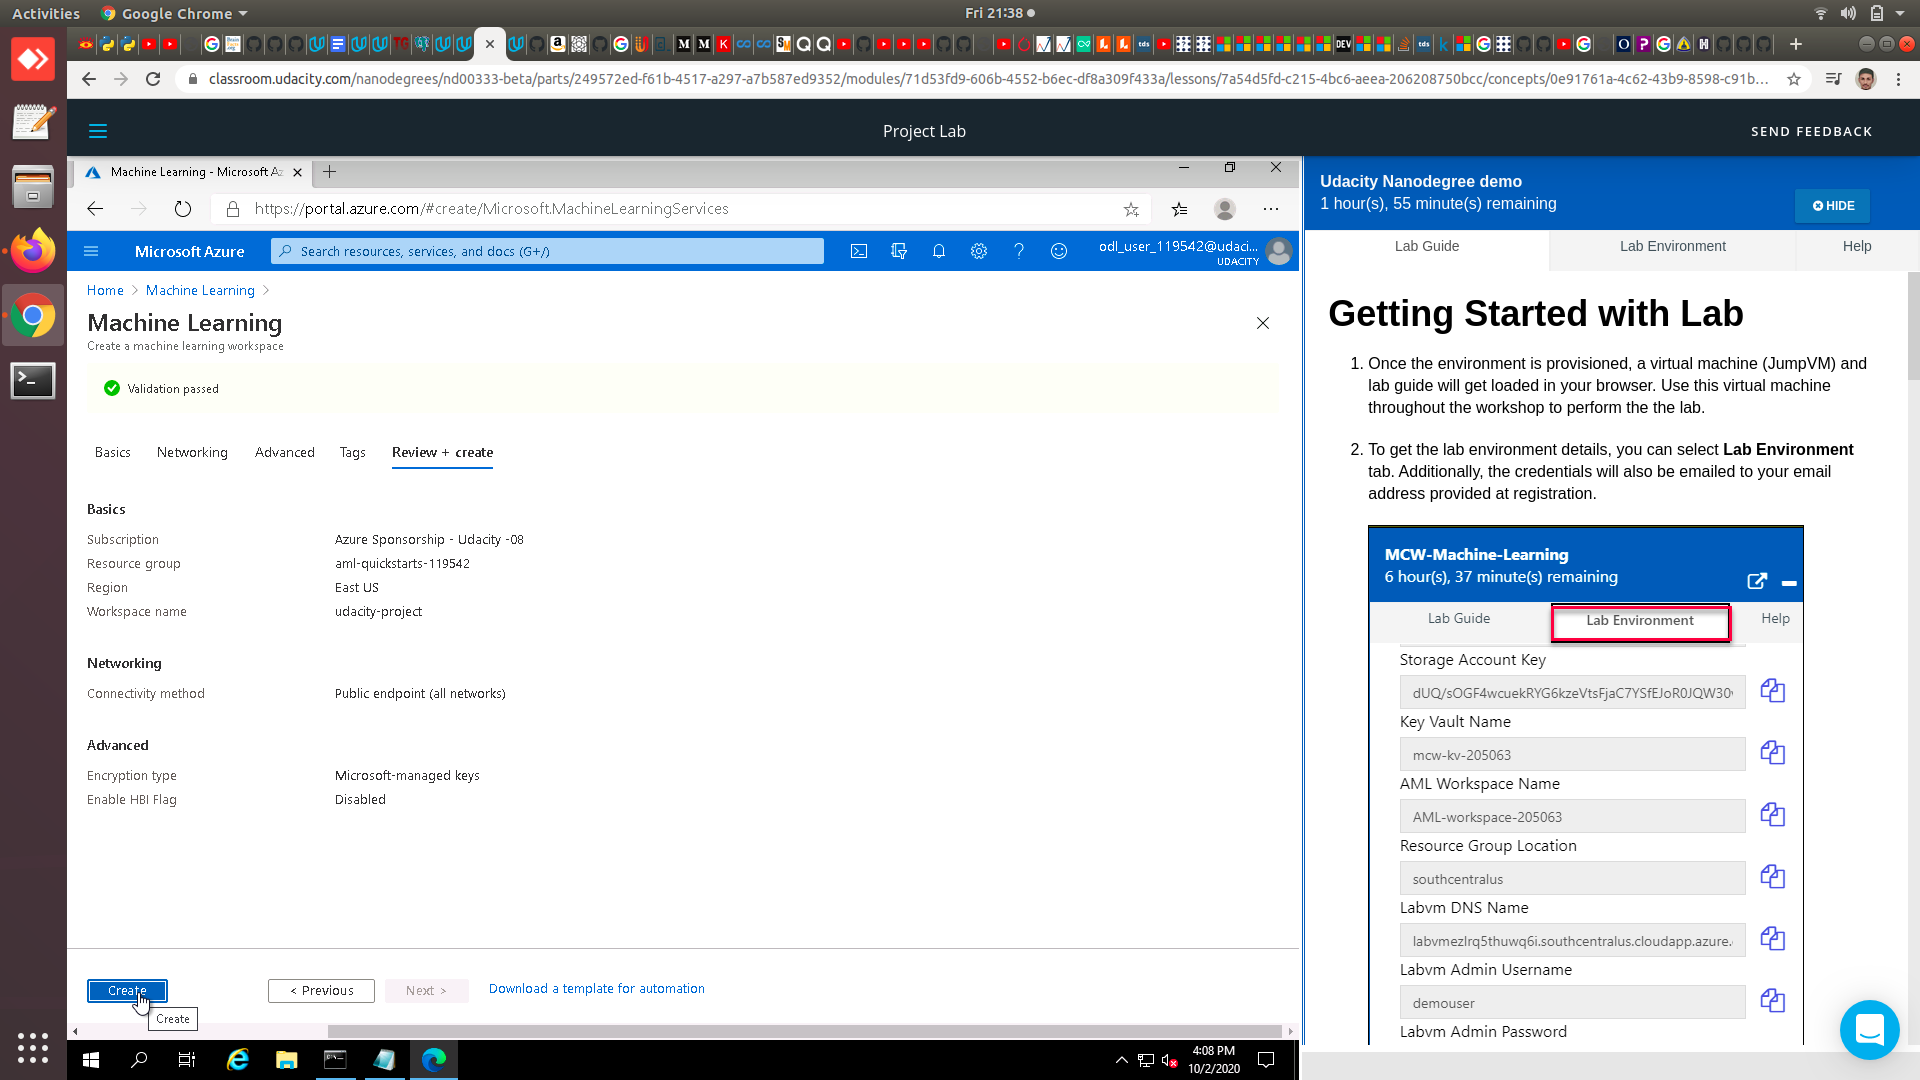 Activities
Google Chrome
Fri 21:38
classroom.udacity.com/nanodegrees/nd00333-beta/parts/249572ed-f61b-4517-a297-a7b587ed9352/modules/71d53fd9-606b-4552-b6ec-df8a309f433a/lessons/7a54d5fd-c215-4bc6-aeea-206208750bcc/concepts/0e91761a-4c62-43b9-8598-c91b...
Project Lab
SEND FEEDBACK
Machine Learning - Microsoft Az
https://portal.azure.com/#create/Microsoft.MachineLearningServices
Microsoft Azure
Search resources, services, and docs (G+/)
odl_user_119542@udaci...
UDACITY
Home > Machine Learning >
Machine Learning
Create a machine learning workspace
Validation passed
Basics
Networking
Advanced
Tags
Review + create
Basics
Subscription
Azure Sponsorship - Udacity -08
Resource group
aml-quickstarts-119542
Region
East US
Workspace name
udacity-project
Networking
Connectivity method
Public endpoint (all networks)
Advanced
Encryption type
Microsoft-managed keys
Enable HBI Flag
Disabled
Create
< Previous
Next >
Download a template for automation
Create
4:08 PM
10/2/2020
Udacity Nanodegree demo
1 hour(s), 55 minute(s) remaining
HIDE
Lab Guide
Lab Environment
Help
Getting Started with Lab
1. Once the environment is provisioned, a virtual machine (JumpVM) and
lab guide will get loaded in your browser. Use this virtual machine
throughout the workshop to perform the the lab.
2. To get the lab environment details, you can select Lab Environment
tab. Additionally, the credentials will also be emailed to your email
address provided at registration.
MCW-Machine-Learning
6 hour(s), 37 minute(s) remaining
Lab Guide
Lab Environment
Help
Storage Account Key
dUQ/sOGF4wcuekRYG6kzeVtsFjaC7YSfEJoR0JQW30
Key Vault Name
mcw-kv-205063
AML Workspace Name
AML-workspace-205063
Resource Group Location
southcentralus
Labvm DNS Name
labvmezlrq5thuwq6i.southcentralus.cloudapp.azure.
Labvm Admin Username
demouser
Labvm Admin Password